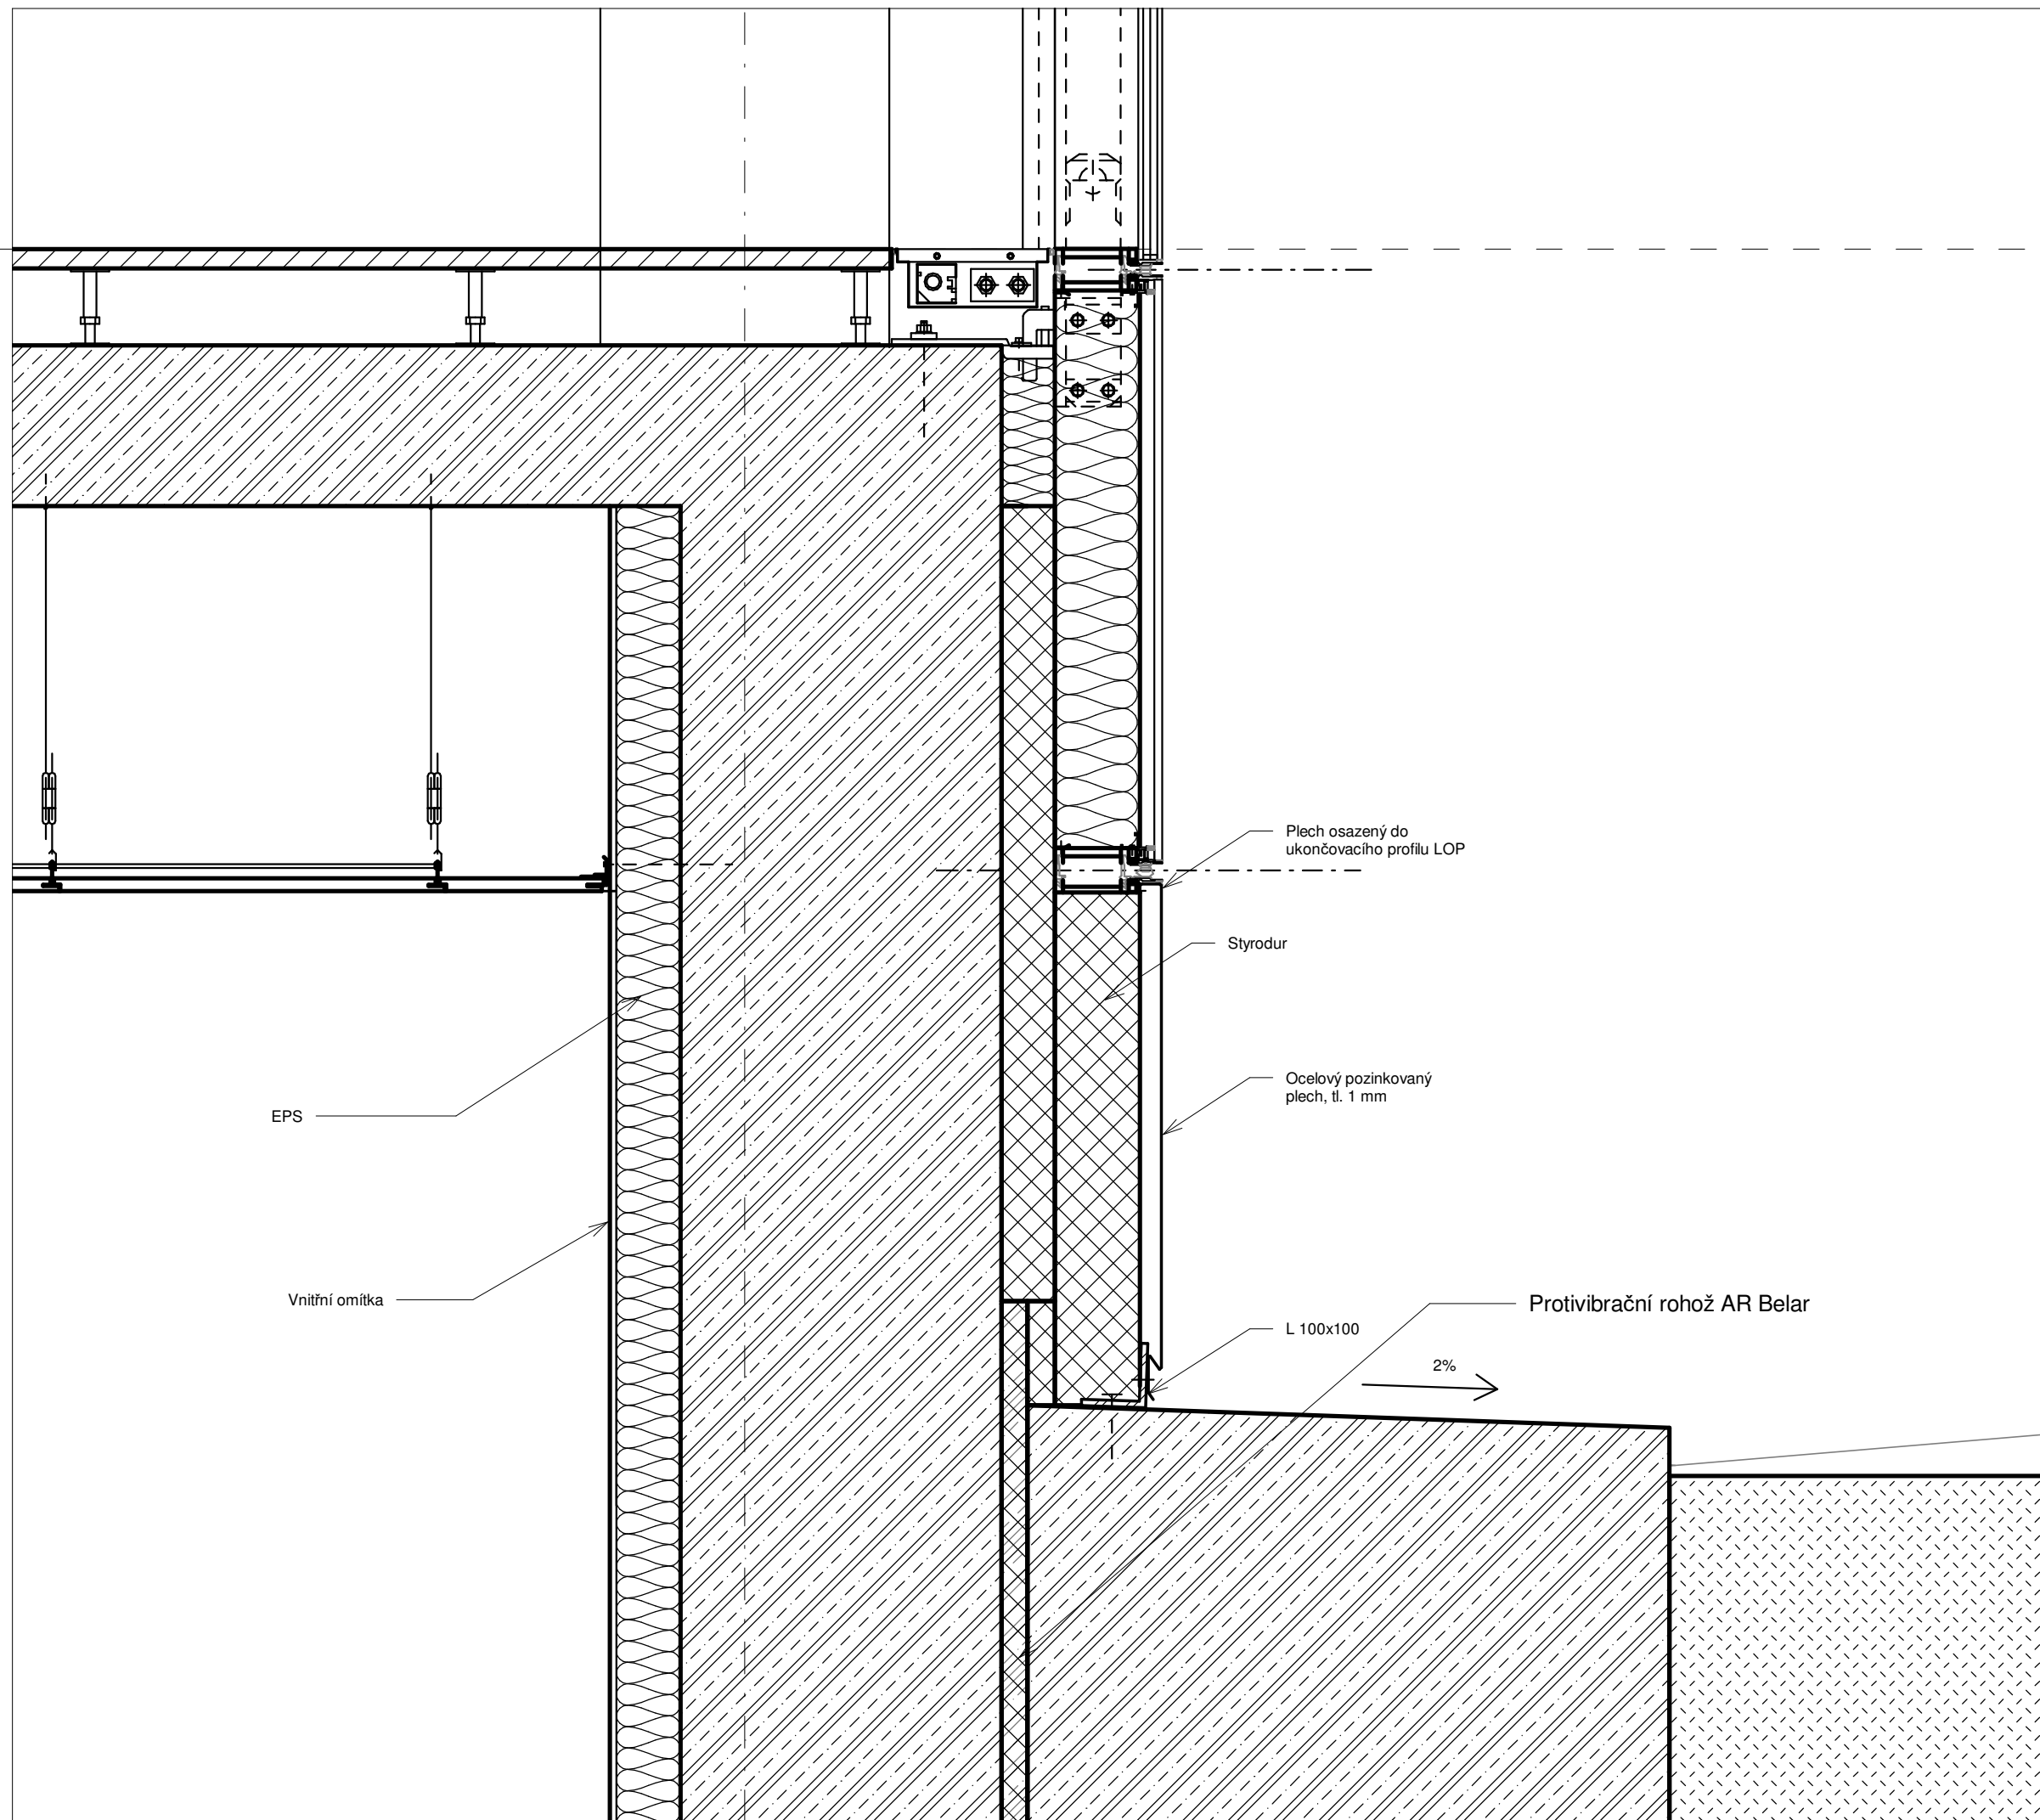 Plech osazený do
ukončovacího profilu LOP
Styrodur
Ocelový pozinkovaný
plech, tl. 1 mm
EPS
Vnitřní omítka
Protivibrační rohož AR Belar
L 100x100
2%